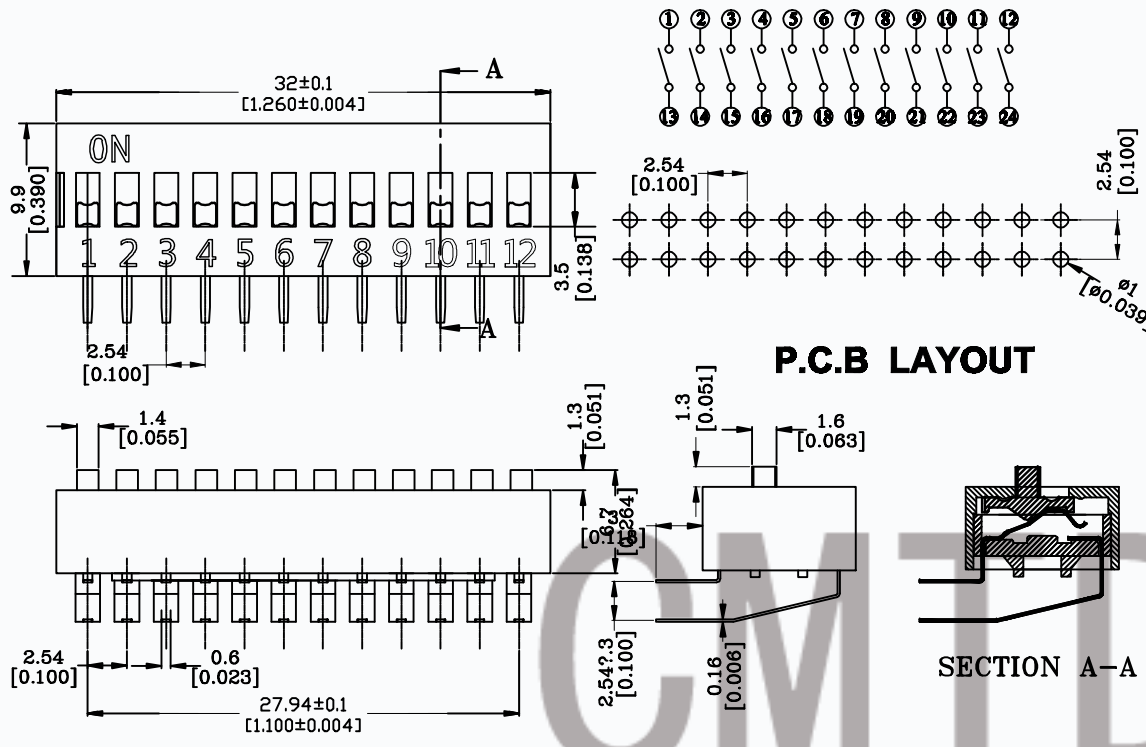 1 2 3 4 5 6 7 8 9 10 11 12
13 14 15 16 17 18 19 20 21 22 23 24
A
32±0.1
[1.260±0.004]
ON
9.9
[0.390]
1 2 3 4 5 6 7 8 9 10 11 12
3.5
[0.138]
A
2.54
[0.100]
2.54
[0.100]
2.54
[0.100]
ø1
[ø0.039
P.C.B LAYOUT
1.4
[0.055]
1.3
[0.051]
[0.118]
2.54
[0.100]
0.6
[0.023]
27.94±0.1
[1.100±0.004]
1.3
[0.051]
1.6
[0.063]
2.54?.3
[0.100]
0.16
[0.006]
SECTION A-A
CMTD